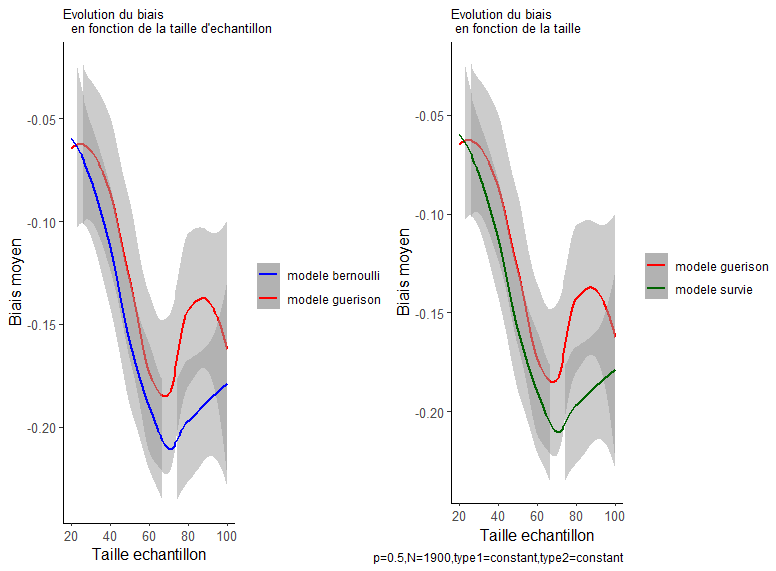 Evolution du biais
en fonction de la taille d'echantillon
Biais moyen
-0.05
-0.10
-0.15
-0.20
20 40 60 80 100
Taille echantillon
modele bernoulli
modele guerison
Evolution du biais
en fonction de la taille
Biais moyen
-0.05
-0.10
-0.15
-0.20
20 40 60 80 100
Taille echantillon
modele guerison
modele survie
p=0.5,N=1900,type1=constant,type2=constant